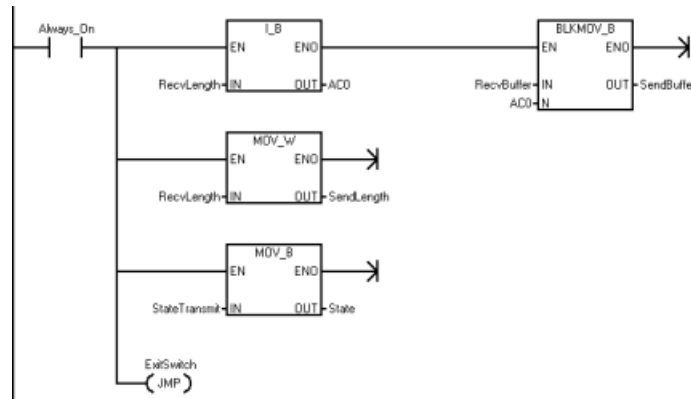 Always_On
I_B
BLKMOV_B
EN ENO
EN ENO
RecvLength IN OUT AC0
RecvBuffer IN OUT SendBuffe
AC0 N
MOV_W
EN ENO
RecvLength IN OUT SendLength
MOV_B
EN ENO
StateTransmit IN OUT State
ExitSwitch
JMP